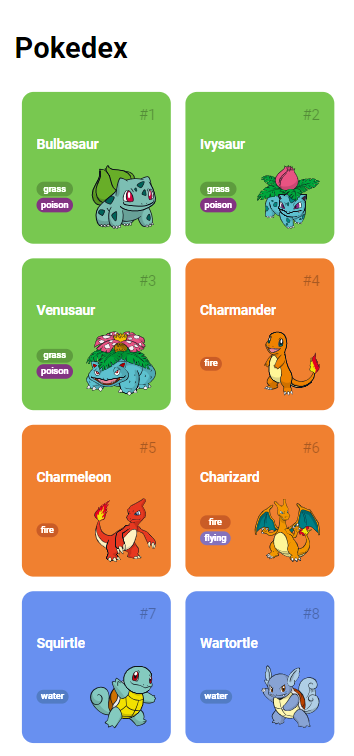 Pokedex
#1
Bulbasaur
grass
poison
#2
Ivysaur
grass
poison
#3
Venusaur
grass
poison
#4
Charmander
fire
#5
Charmeleon
fire
#6
Charizard
fire
flying
#7
Squirtle
water
#8
Wartortle
water